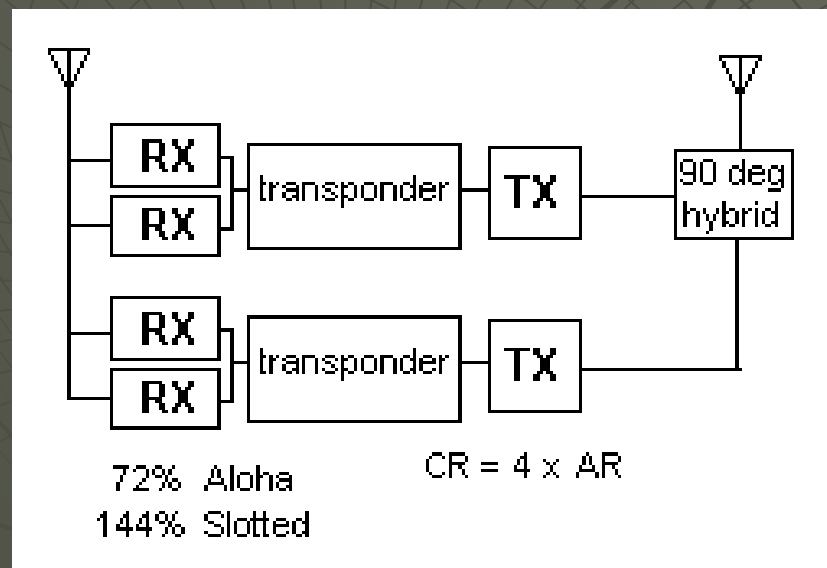 RX
RX
transponder
TX
90 deg
hybrid
RX
RX
transponder
TX
72% Aloha
144% Slotted
CR = 4 x AR